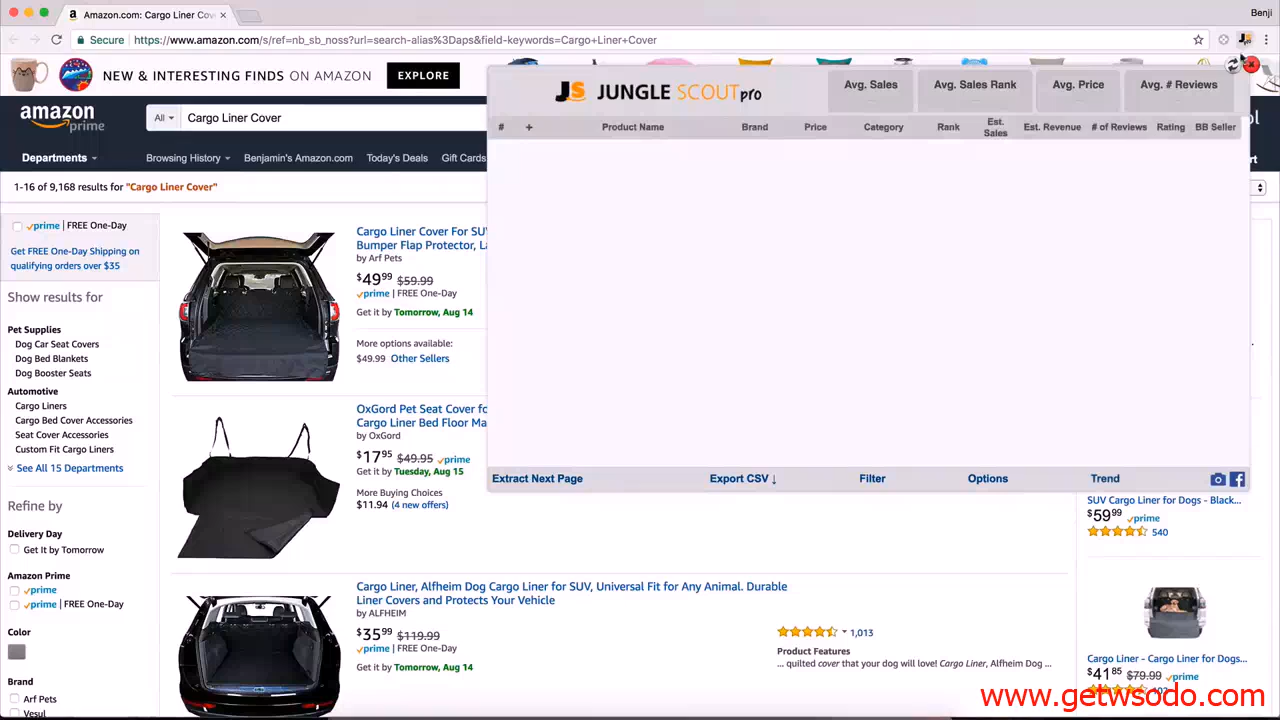 Amazon.com: Cargo Liner Cove
Benji
Secure
https://www.amazon.com/s/ref=nb_sb_noss?url=search-alias%3Daps&field-keywords=Cargo+Liner+Cover
NEW & INTERESTING FINDS ON AMAZON
EXPLORE
amazon
prime
All
Cargo Liner Cover
Departments
Browsing History
Benjamin's Amazon.com
Today's Deals
Gift Cards
1-16 of 9,168 results for "Cargo Liner Cover"
JS JUNGLE SCOUT pro
Avg. Sales
Avg. Sales Rank
Avg. Price
Avg. # Reviews
#
+
Product Name
Brand
Price
Category
Rank
Est. Sales
Est. Revenue
# of Reviews
Rating
BB Seller
Extract Next Page
Export CSV ↓
Filter
Options
Trend
prime | FREE One-Day
Get FREE One-Day Shipping on
qualifying orders over $35
Show results for
Pet Supplies
Dog Car Seat Covers
Dog Bed Blankets
Dog Booster Seats
Automotive
Cargo Liners
Cargo Bed Cover Accessories
Seat Cover Accessories
Custom Fit Cargo Liners
See All 15 Departments
Refine by
Delivery Day
Get It by Tomorrow
Amazon Prime
prime
prime | FREE One-Day
Color
Brand
Arf Pets
Vesul
Cargo Liner Cover For SUV
Bumper Flap Protector, La
by Arf Pets
$49 99 $59.99
prime | FREE One-Day
Get it by Tomorrow, Aug 14
More options available:
$49.99 Other Sellers
OxGord Pet Seat Cover fo
Cargo Liner Bed Floor Ma
by OxGord
$17 95 $49.95 prime
Get it by Tuesday, Aug 15
More Buying Choices
$11.94 (4 new offers)
Cargo Liner, Alfheim Dog Cargo Liner for SUV, Universal Fit for Any Animal. Durable
Liner Covers and Protects Your Vehicle
by ALFHEIM
$35 99 $119.99
prime | FREE One-Day
Get it by Tomorrow, Aug 14
1,013
Product Features
... quilted cover that your dog will love! Cargo Liner, Alfheim Dog ...
SUV Cargo Liner for Dogs - Black...
$59 99 prime
540
Cargo Liner - Cargo Liner for Dogs...
$41 85 $79.99 prime
www.getwsodo.com